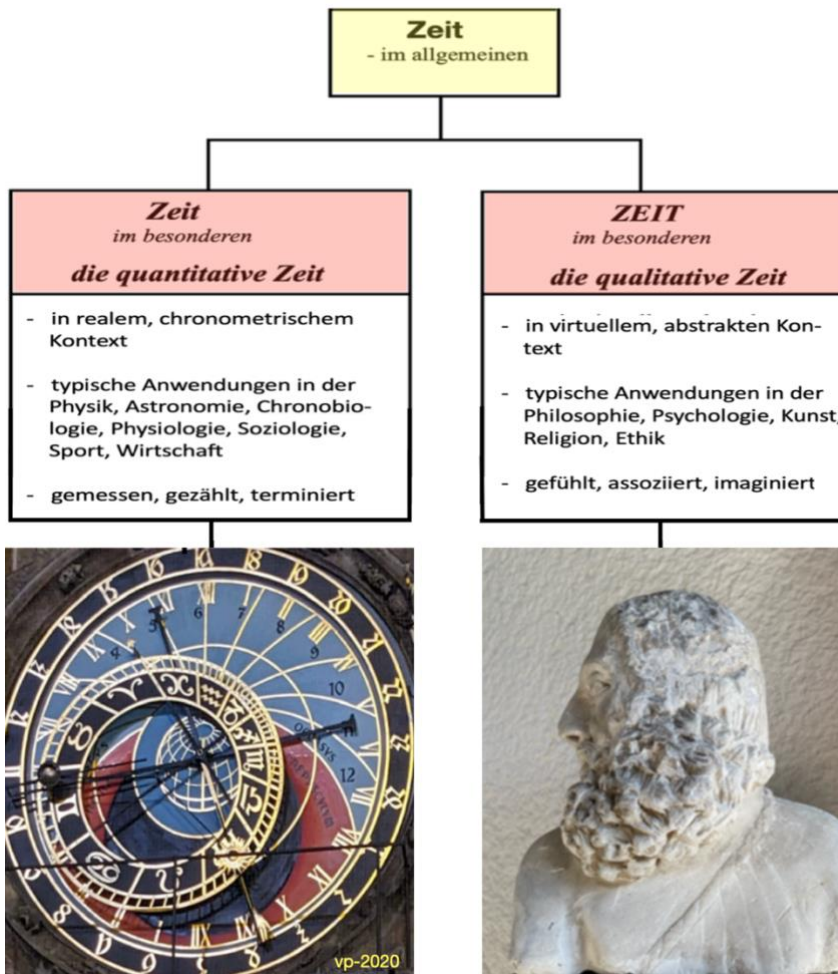 Zeit
- im allgemeinen
Zeit
im besonderen
die quantitative Zeit
- in realem, chronometrischem
Kontext
- typische Anwendungen in der
Physik, Astronomie, Chronobio-
logie, Physiologie, Soziologie,
Sport, Wirtschaft
- gemessen, gezählt, terminiert
ZEIT
im besonderen
die qualitative Zeit
- in virtuellem, abstrakten Kon-
text
- typische Anwendungen in der
Philosophie, Psychologie, Kunst,
Religion, Ethik
- gefühlt, assoziiert, imaginiert
vp-2020